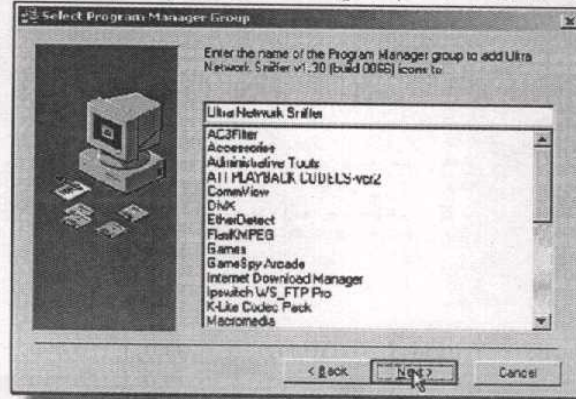 Select Program Manager Group
Enter the name of the Program Manager group to add Ultra
Network Sniffer v1.30 (build 0066) icons to:
Ultra Network Sniffer
AC3Filter
Accessories
Administrative Tools
ATI PLAYBACK CODECS-ver2
CommView
DivX
EtherDetect
FlasKMPEG
Games
GameSpy Arcade
Internet Download Manager
Ipswitch WS_FTP Pro
K-Lite Codec Pack
Macromedia
< Back
Next >
Cancel